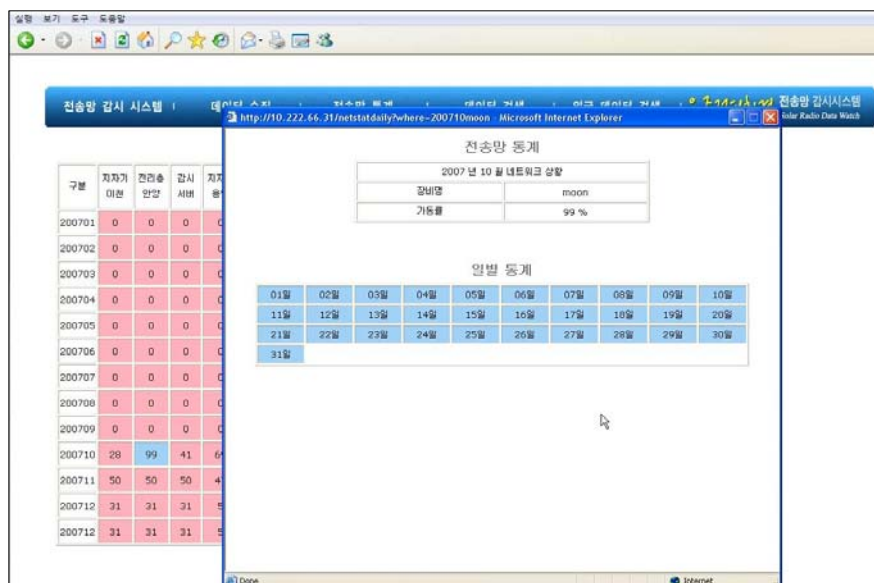 실행 보기 도구 도움말
전송망 감시 시스템
전송망 감시시스템
Solar Radio Data Watch
http://10.222.66.31/netstatdaily?where=200710moon - Microsoft Internet Explorer
전송망 통계
2007 년 10 월 네트워크 상황
장비명 moon
가동률 99 %
일별 통계
01일 02일 03일 04일 05일 06일 07일 08일 09일 10일
11일 12일 13일 14일 15일 16일 17일 18일 19일 20일
21일 22일 23일 24일 25일 26일 27일 28일 29일 30일
31일
구분 지자기 이천 전리층 안양 감시 서버
200701 0 0 0
200702 0 0 0
200703 0 0 0
200704 0 0 0
200705 0 0 0
200706 0 0 0
200707 0 0 0
200708 0 0 0
200709 0 0 0
200710 28 99 41
200711 50 50 50
200712 31 31 31
200712 31 31 31
Done Internet